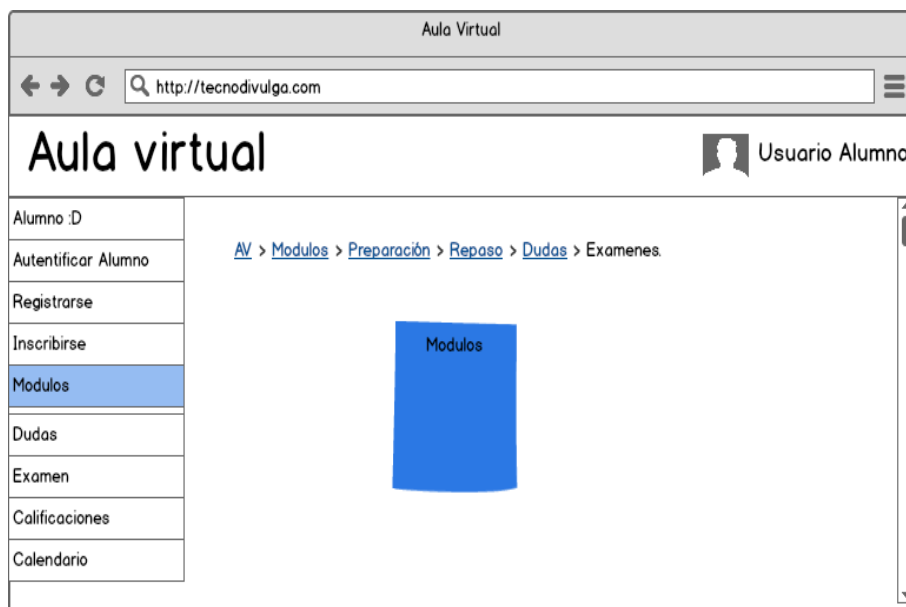 Aula Virtual
http://tecnodivulga.com
Aula virtual
Usuario Alumno
Alumno :D
Autentificar Alumno
Registrarse
Inscribirse
Modulos
Dudas
Examen
Calificaciones
Calendario
AV > Modulos > Preparación > Repaso > Dudas > Examenes.
Modulos